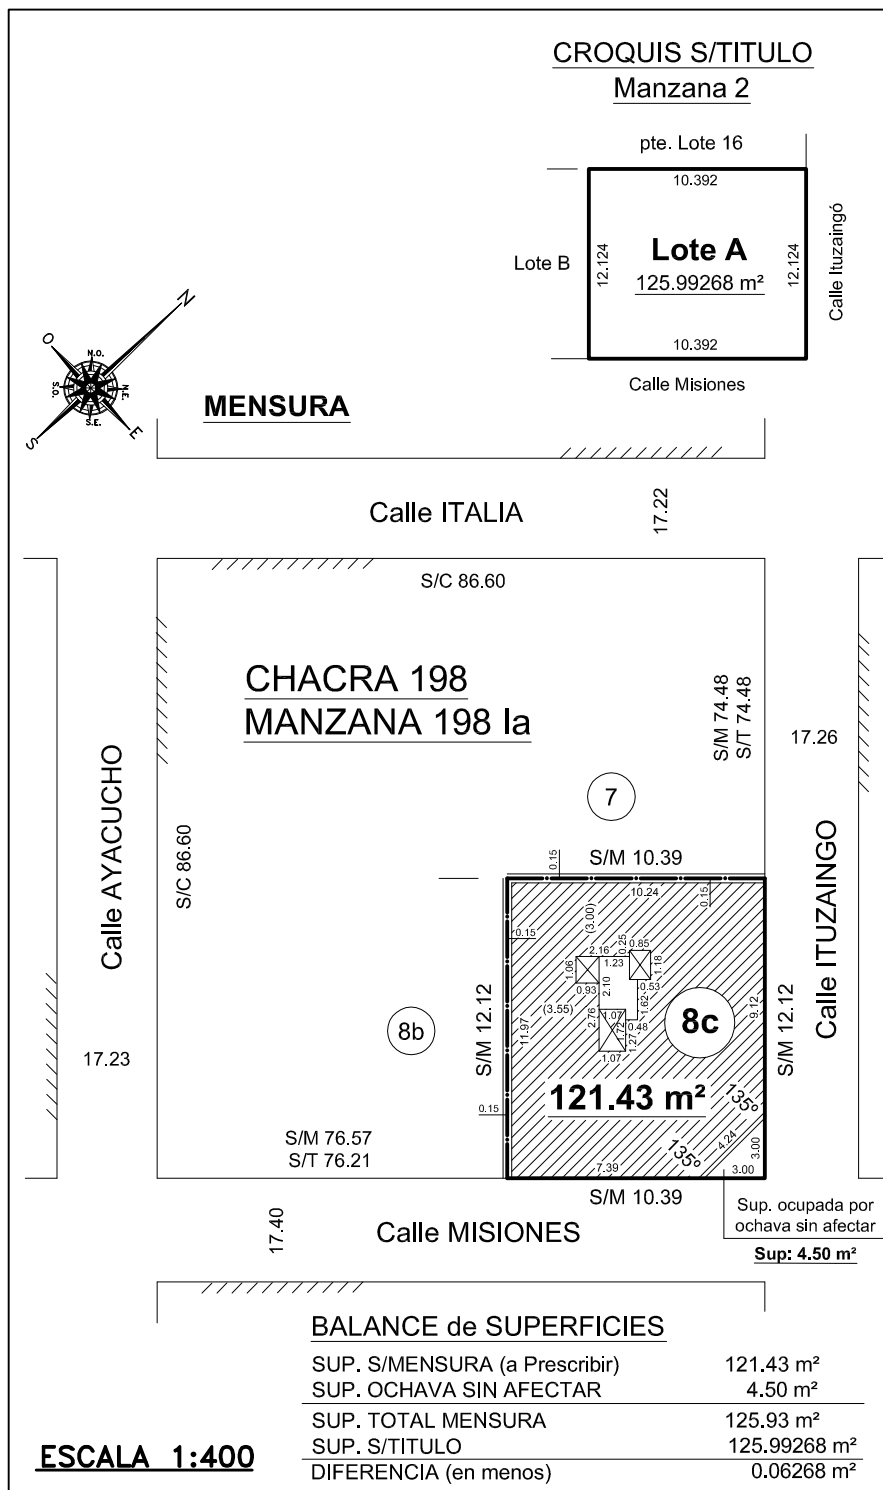 CROQUIS S/TITULO
Manzana 2
pte. Lote 16
10.392
Lote B
12.124
Lote A
125.99268 m²
12.124
Calle Ituzaingó
10.392
Calle Misiones
N
O
N.O.
S.O.
N.E.
S.E.
S
E
MENSURA
Calle ITALIA
17.22
S/C 86.60
CHACRA 198
MANZANA 198 Ia
S/M 74.48
S/T 74.48
17.26
Calle AYACUCHO
S/C 86.60
7
Calle ITUZAINGO
0.15
S/M 10.39
10.24
0.15
0.15
(3.00)
2.16
0.25
0.85
1.23
1.06
1.18
0.93
2.10
0.53
(3.55)
1.62
2.76
1.07
1.72
0.48
1.27
1.07
11.97
9.12
8c
8b
S/M 12.12
S/M 12.12
17.23
121.43 m²
0.15
135º
135º
4.24
3.00
3.00
7.39
S/M 76.57
S/T 76.21
S/M 10.39
17.40
Calle MISIONES
Sup. ocupada por
ochava sin afectar
Sup: 4.50 m²
BALANCE de SUPERFICIES
SUP. S/MENSURA (a Prescribir) 121.43 m²
SUP. OCHAVA SIN AFECTAR 4.50 m²
SUP. TOTAL MENSURA 125.93 m²
SUP. S/TITULO 125.99268 m²
DIFERENCIA (en menos) 0.06268 m²
ESCALA 1:400